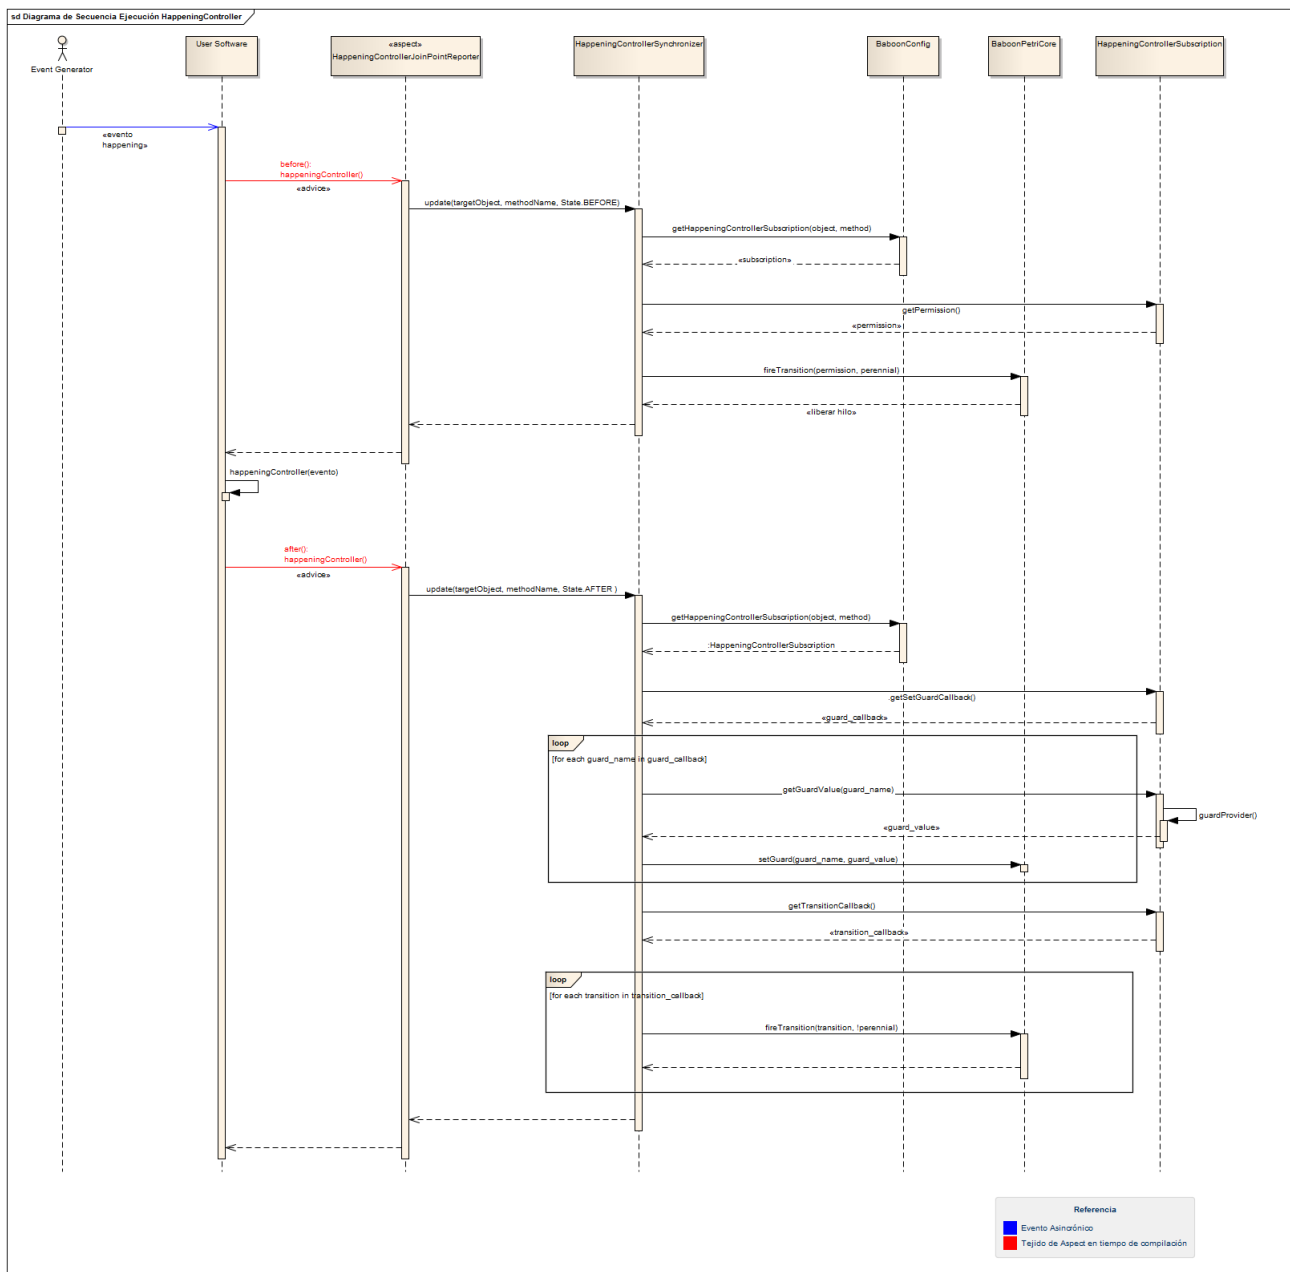 sd Diagrama de Secuencia Ejecución HappeningController
Event Generator
User Software
«aspect»
HappeningControllerJoinPointReporter
HappeningControllerSynchronizer
BaboonConfig
BaboonPetriCore
HappeningControllerSubscription
«evento
happening»
before():
happeningController()
«advice»
update(targetObject, methodName, State.BEFORE)
getHappeningControllerSubscription(object, method)
«subscription»
getPermission()
«permission»
fireTransition(permission, perennial)
«liberar hilo»
happeningController(evento)
after():
happeningController()
«advice»
update(targetObject, methodName, State.AFTER )
getHappeningControllerSubscription(object, method)
:HappeningControllerSubscription
.getSetGuardCallback()
«guard_callback»
loop
[for each guard_name in guard_callback]
getGuardValue(guard_name)
guardProvider()
«guard_value»
setGuard(guard_name, guard_value)
getTransitionCallback()
«transition_callback»
loop
[for each transition in transition_callback]
fireTransition(transition, !perennial)
Referencia
Evento Asincrónico
Tejido de Aspect en tiempo de compilación